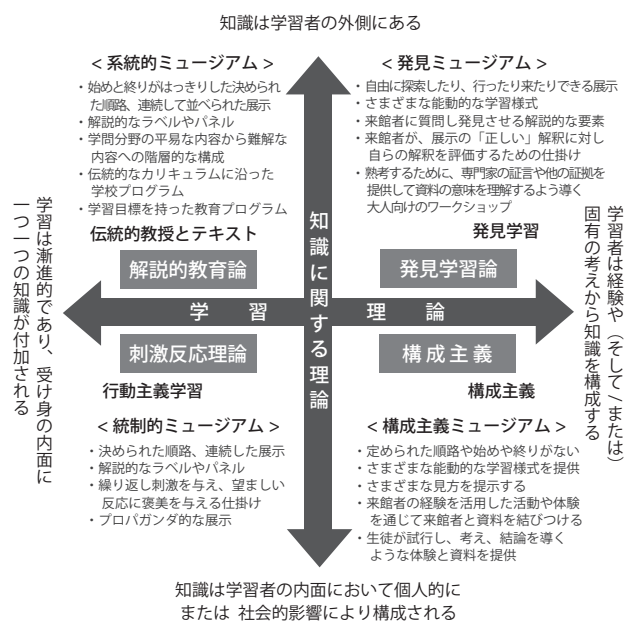 知識は学習者の外側にある
< 系統的ミュージアム >
・始めと終りがはっきりした決められ
た順路、連続して並べられた展示
・解説的なラベルやパネル
・学問分野の平易な内容から難解な
内容への階層的な構成
・伝統的なカリキュラムに沿った
学校プログラム
・学習目標を持った教育プログラム
伝統的教授とテキスト
解説的教育論
< 発見ミュージアム >
・自由に探索したり、行ったり来たりできる展示
・さまざまな能動的な学習様式
・来館者に質問し発見させる解説的な要素
・来館者が、展示の「正しい」解釈に対し
自らの解釈を評価するための仕掛け
・熟考するために、専門家の証言や他の証拠を
提供して資料の意味を理解するよう導く
大人向けのワークショップ
発見学習
発見学習論
知識に関する理論
学習理論
学習は漸進的であり、受け身の内面に
一つ一つの知識が付加される
学習者は経験や（そして/または）
固有の考えから知識を構成する
刺激反応理論
行動主義学習
< 統制的ミュージアム >
・決められた順路、連続した展示
・解説的なラベルやパネル
・繰り返し刺激を与え、望ましい
反応に褒美を与える仕掛け
・プロパガンダ的な展示
構成主義
構成主義
< 構成主義ミュージアム >
・定められた順路や始めや終りがない
・さまざまな能動的な学習様式を提供
・さまざまな見方を提示する
・来館者の経験を活用した活動や体験
を通じて来館者と資料を結びつける
・生徒が試行し、考え、結論を導く
ような体験と資料を提供
知識は学習者の内面において個人的に
または 社会的影響により構成される